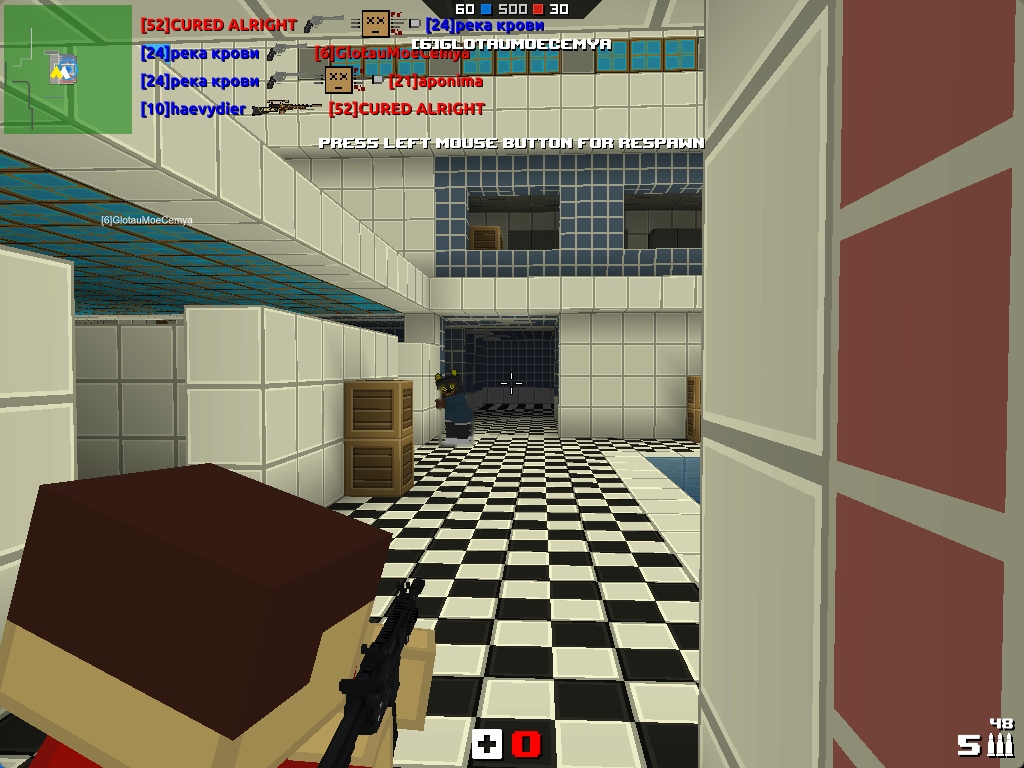 60 500 30
[52]CURED ALRIGHT [24]река крови
[6]GLOTAUMOECEMYA
[24]река крови [6]GlotauMoeCemya
[24]река крови [21]aponima
[10]haevydier [52]CURED ALRIGHT
PRESS LEFT MOUSE BUTTON FOR RESPAWN
[6]GlotauMoeCemya
48
0
5